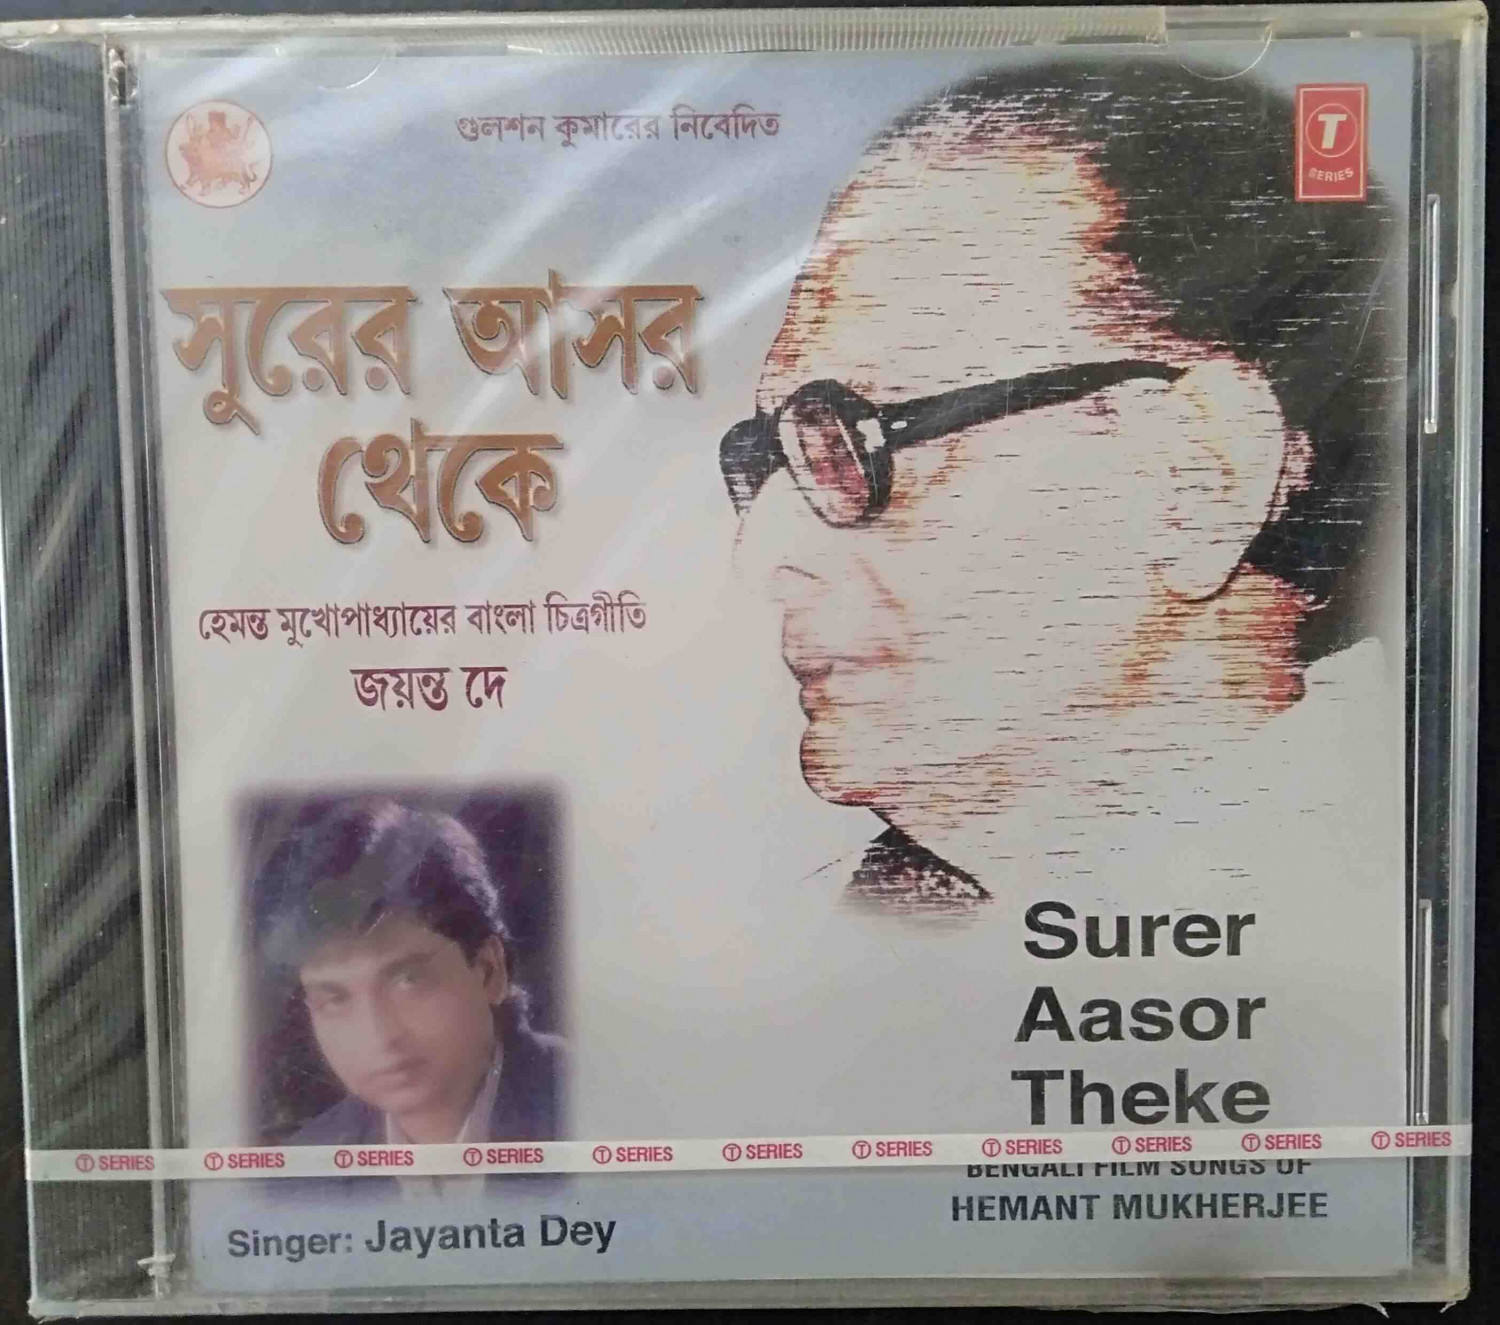 গুলশন কুমারের নিবেদিত
T
SERIES
সুরের আসর
থেকে
হেমন্ত মুখোপাধ্যায়ের বাংলা চিত্রগীতি
জয়ন্ত দে
Surer
Aasor
Theke
T SERIES T SERIES T SERIES T SERIES T SERIES T SERIES T SERIES T SERIES T SERIES T SERIES T SERIES
BENGALI FILM SONGS OF
HEMANT MUKHERJEE
Singer: Jayanta Dey